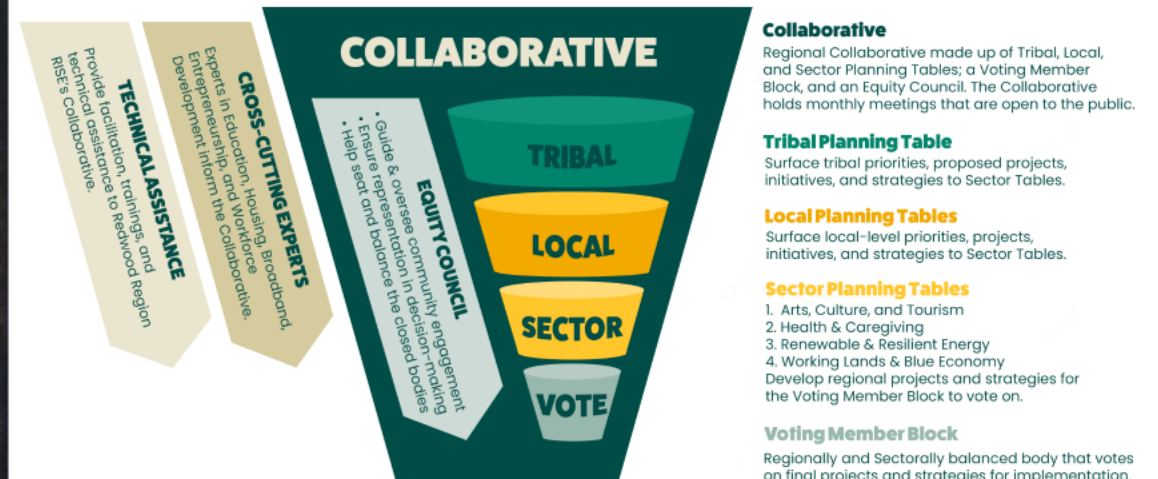 TECHNICAL ASSISTANCE
Provide facilitation, trainings, and
technical assistance to Redwood Region
RISE's Collaborative.
CROSS-CUTTING EXPERTS
Experts in Education, Housing, Broadband,
Entrepreneurship, and Workforce
Development inform the Collaborative.
COLLABORATIVE
EQUITY COUNCIL
• Guide & oversee community engagement
• Ensure representation in decision-making
• Help seat and balance the closed bodies
TRIBAL
LOCAL
SECTOR
VOTE
Collaborative
Regional Collaborative made up of Tribal, Local,
and Sector Planning Tables; a Voting Member
Block, and an Equity Council. The Collaborative
holds monthly meetings that are open to the public.
Tribal Planning Table
Surface tribal priorities, proposed projects,
initiatives, and strategies to Sector Tables.
Local Planning Tables
Surface local-level priorities, projects,
initiatives, and strategies to Sector Tables.
Sector Planning Tables
1. Arts, Culture, and Tourism
2. Health & Caregiving
3. Renewable & Resilient Energy
4. Working Lands & Blue Economy
Develop regional projects and strategies for
the Voting Member Block to vote on.
Voting Member Block
Regionally and Sectorally balanced body that votes
on final projects and strategies for implementation.